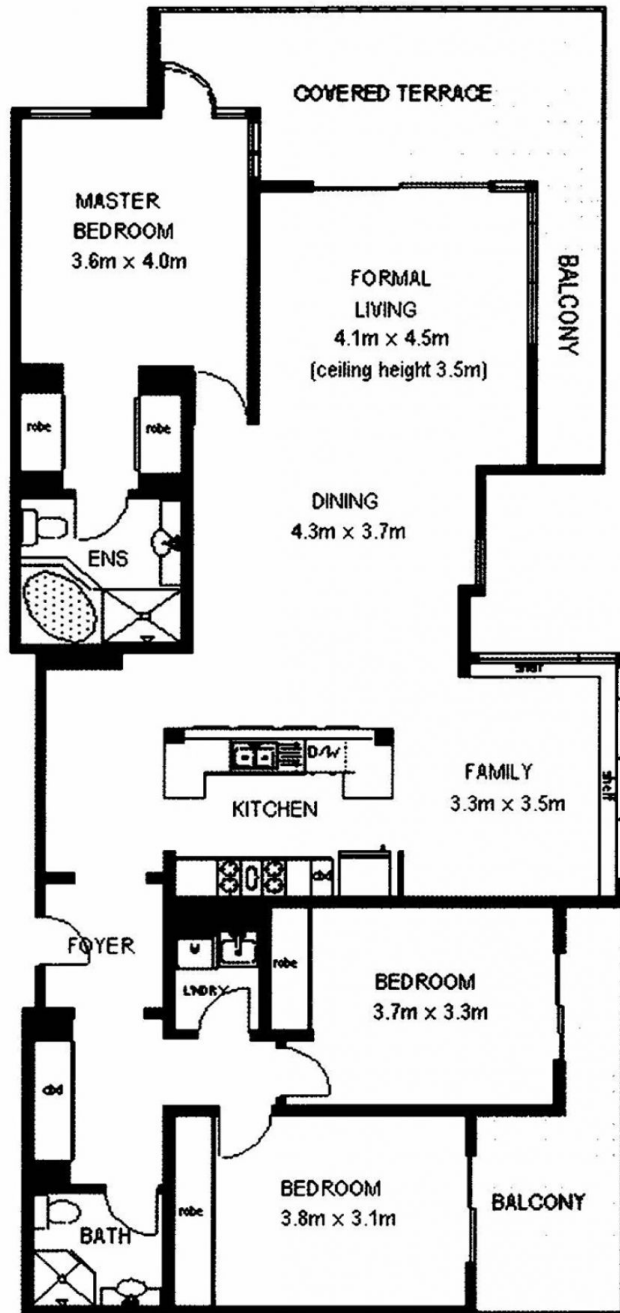 COVERED TERRACE
MASTER
BEDROOM
3.6m × 4.0m
FORMAL
LIVING
4.1m × 4.5m
(ceiling height 3.5m)
BALCONY
robe
robe
DINING
4.3m × 3.7m
ENS
shelf
D/W
FAMILY
3.3m × 3.5m
shelf
KITCHEN
cbd
FOYER
L'NDRY
robe
BEDROOM
3.7m × 3.3m
cbd
BEDROOM
3.8m × 3.1m
robe
BALCONY
BATH